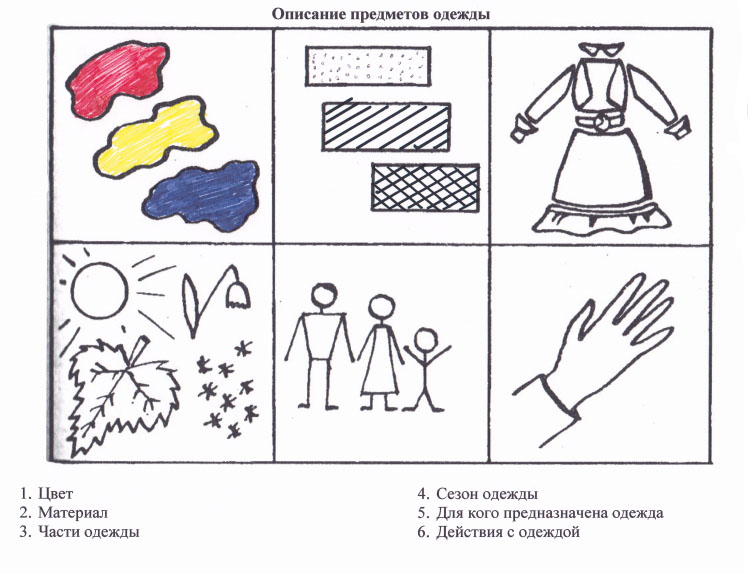 Описание предметов одежды
1. Цвет
2. Материал
3. Части одежды
4. Сезон одежды
5. Для кого предназначена одежда
6. Действия с одеждой